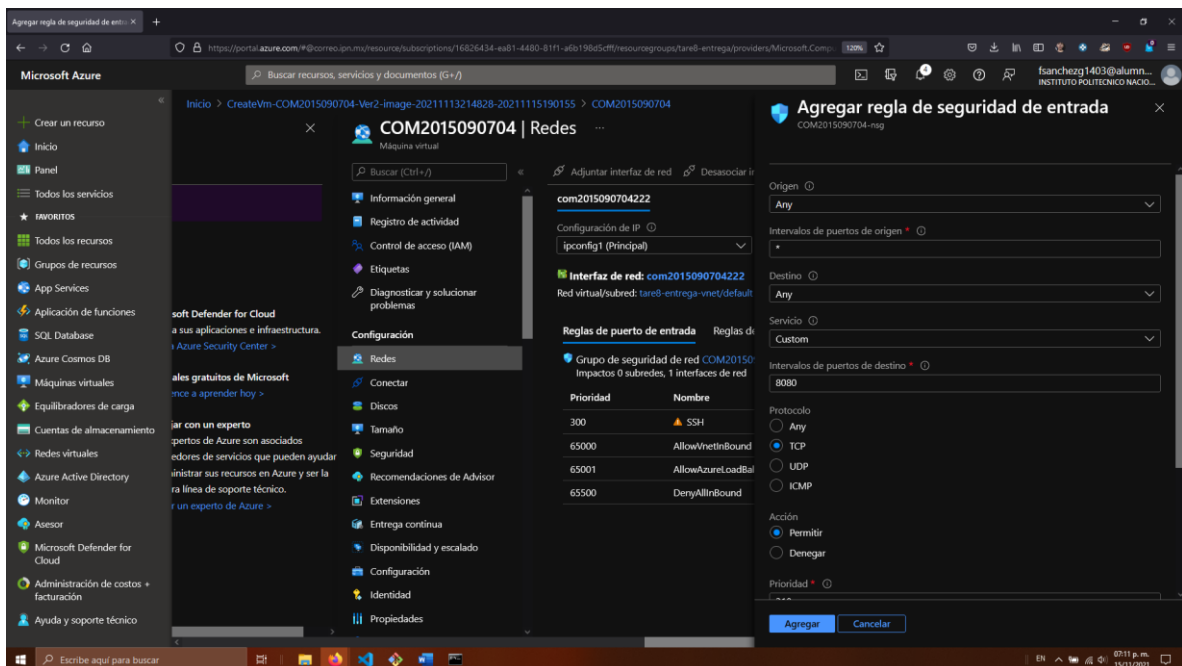 Agregar regla de seguridad de entra
https://portal.azure.com/#@correo.ipn.mx/resource/subscriptions/16826434-ea81-4480-81f1-a6b198d5cfff/resourcegroups/tare8-entrega/providers/Microsoft.Compu
120%
Microsoft Azure
Buscar recursos, servicios y documentos (G+/)
fsanchezg1403@alumn...
INSTITUTO POLITECNICO NACIO...
Crear un recurso
Inicio
Panel
Todos los servicios
FAVORITOS
Todos los recursos
Grupos de recursos
App Services
Aplicación de funciones
SQL Database
Azure Cosmos DB
Máquinas virtuales
Equilibradores de carga
Cuentas de almacenamiento
Redes virtuales
Azure Active Directory
Monitor
Asesor
Microsoft Defender for
Cloud
Administración de costos +
facturación
Ayuda y soporte técnico
Inicio > CreateVm-COM2015090704-Ver2-image-20211113214828-20211115190155 > COM2015090704
soft Defender for Cloud
a sus aplicaciones e infraestructura.
Azure Security Center >
ales gratuitos de Microsoft
ence a aprender hoy >
jar con un experto
xpertos de Azure son asociados
edores de servicios que pueden ayudar
inistrar sus recursos en Azure y ser la
ra línea de soporte técnico.
r un experto de Azure >
COM2015090704 | Redes ...
Máquina virtual
Buscar (Ctrl+/)
Información general
Registro de actividad
Control de acceso (IAM)
Etiquetas
Diagnosticar y solucionar
problemas
Configuración
Redes
Conectar
Discos
Tamaño
Seguridad
Recomendaciones de Advisor
Extensiones
Entrega continua
Disponibilidad y escalado
Configuración
Identidad
Propiedades
Adjuntar interfaz de red
Desasociar in
com2015090704222
Configuración de IP
ipconfig1 (Principal)
Interfaz de red: com2015090704222
Red virtual/subred: tare8-entrega-vnet/default
Reglas de puerto de entrada
Reglas de
Grupo de seguridad de red COM20150
Impactos 0 subredes, 1 interfaces de red
Prioridad Nombre
300 SSH
65000 AllowVnetInBound
65001 AllowAzureLoadBal
65500 DenyAllInBound
Agregar regla de seguridad de entrada
COM2015090704-nsg
Origen
Any
Intervalos de puertos de origen *
*
Destino
Any
Servicio
Custom
Intervalos de puertos de destino *
8080
Protocolo
Any
TCP
UDP
ICMP
Acción
Permitir
Denegar
Prioridad *
Agregar
Cancelar
Escribe aquí para buscar
EN
07:11 p. m.
15/11/2021